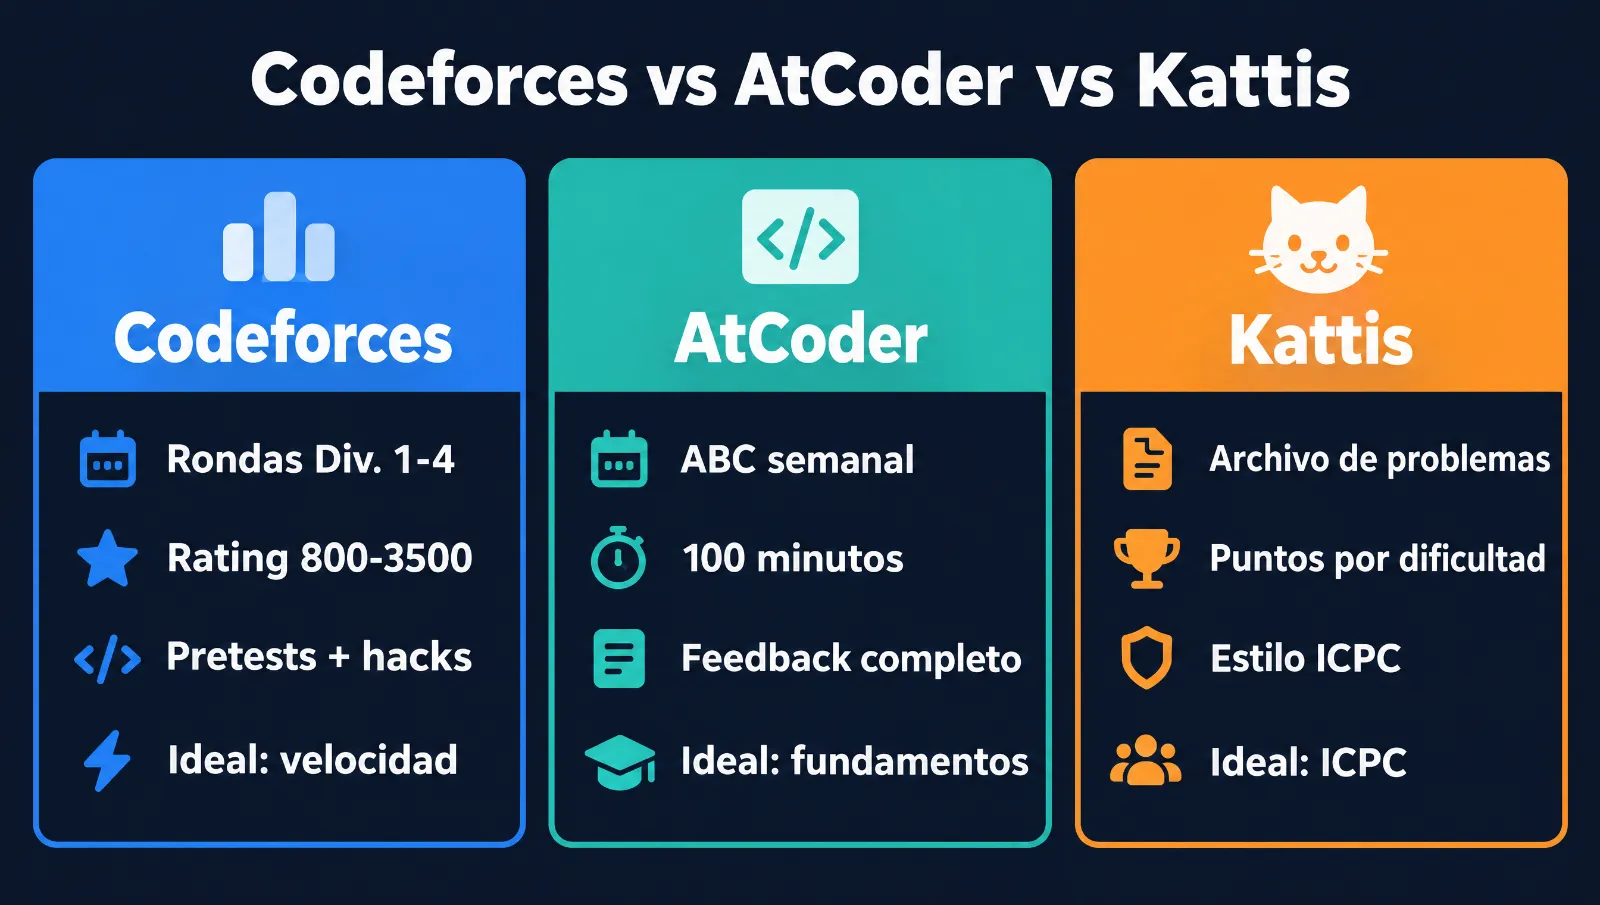 Codeforces vs AtCoder vs Kattis
Codeforces
Rondas Div. 1-4
Rating 800-3500
Pretests + hacks
Ideal: velocidad
AtCoder
ABC semanal
100 minutos
Feedback completo
Ideal: fundamentos
Kattis
Archivo de problemas
Puntos por dificultad
Estilo ICPC
Ideal: ICPC